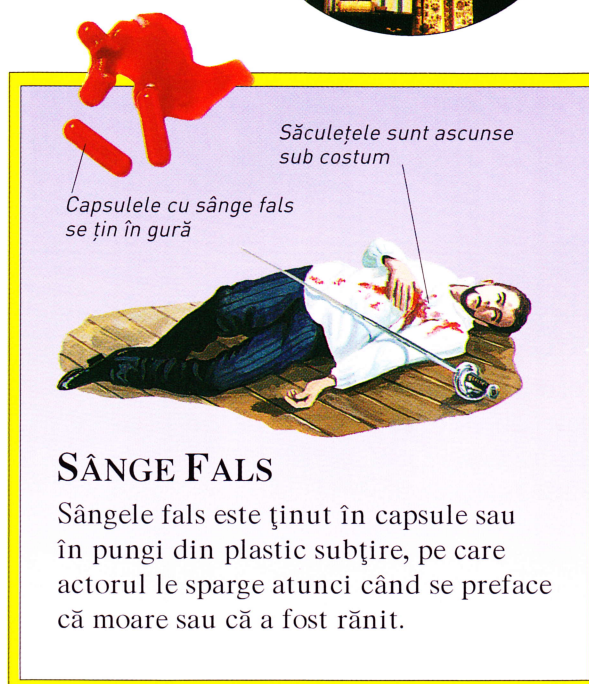 Săculețele sunt ascunse
sub costum
Capsulele cu sânge fals
se țin în gură
SÂNGE FALS
Sângele fals este ţinut în capsule sau
în pungi din plastic subţire, pe care
actorul le sparge atunci când se preface
că moare sau că a fost rănit.